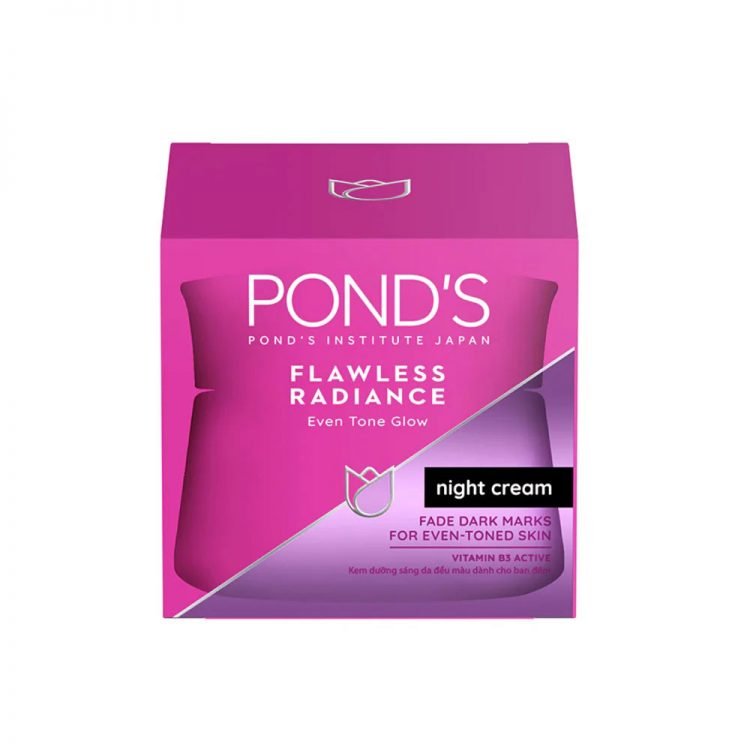 POND'S
POND'S INSTITUTE JAPAN
FLAWLESS
RADIANCE
Even Tone Glow
night cream
FADE DARK MARKS
FOR EVEN-TONED SKIN
VITAMIN B3 ACTIVE
Kem dưỡng sáng da đều màu dành cho ban đêm